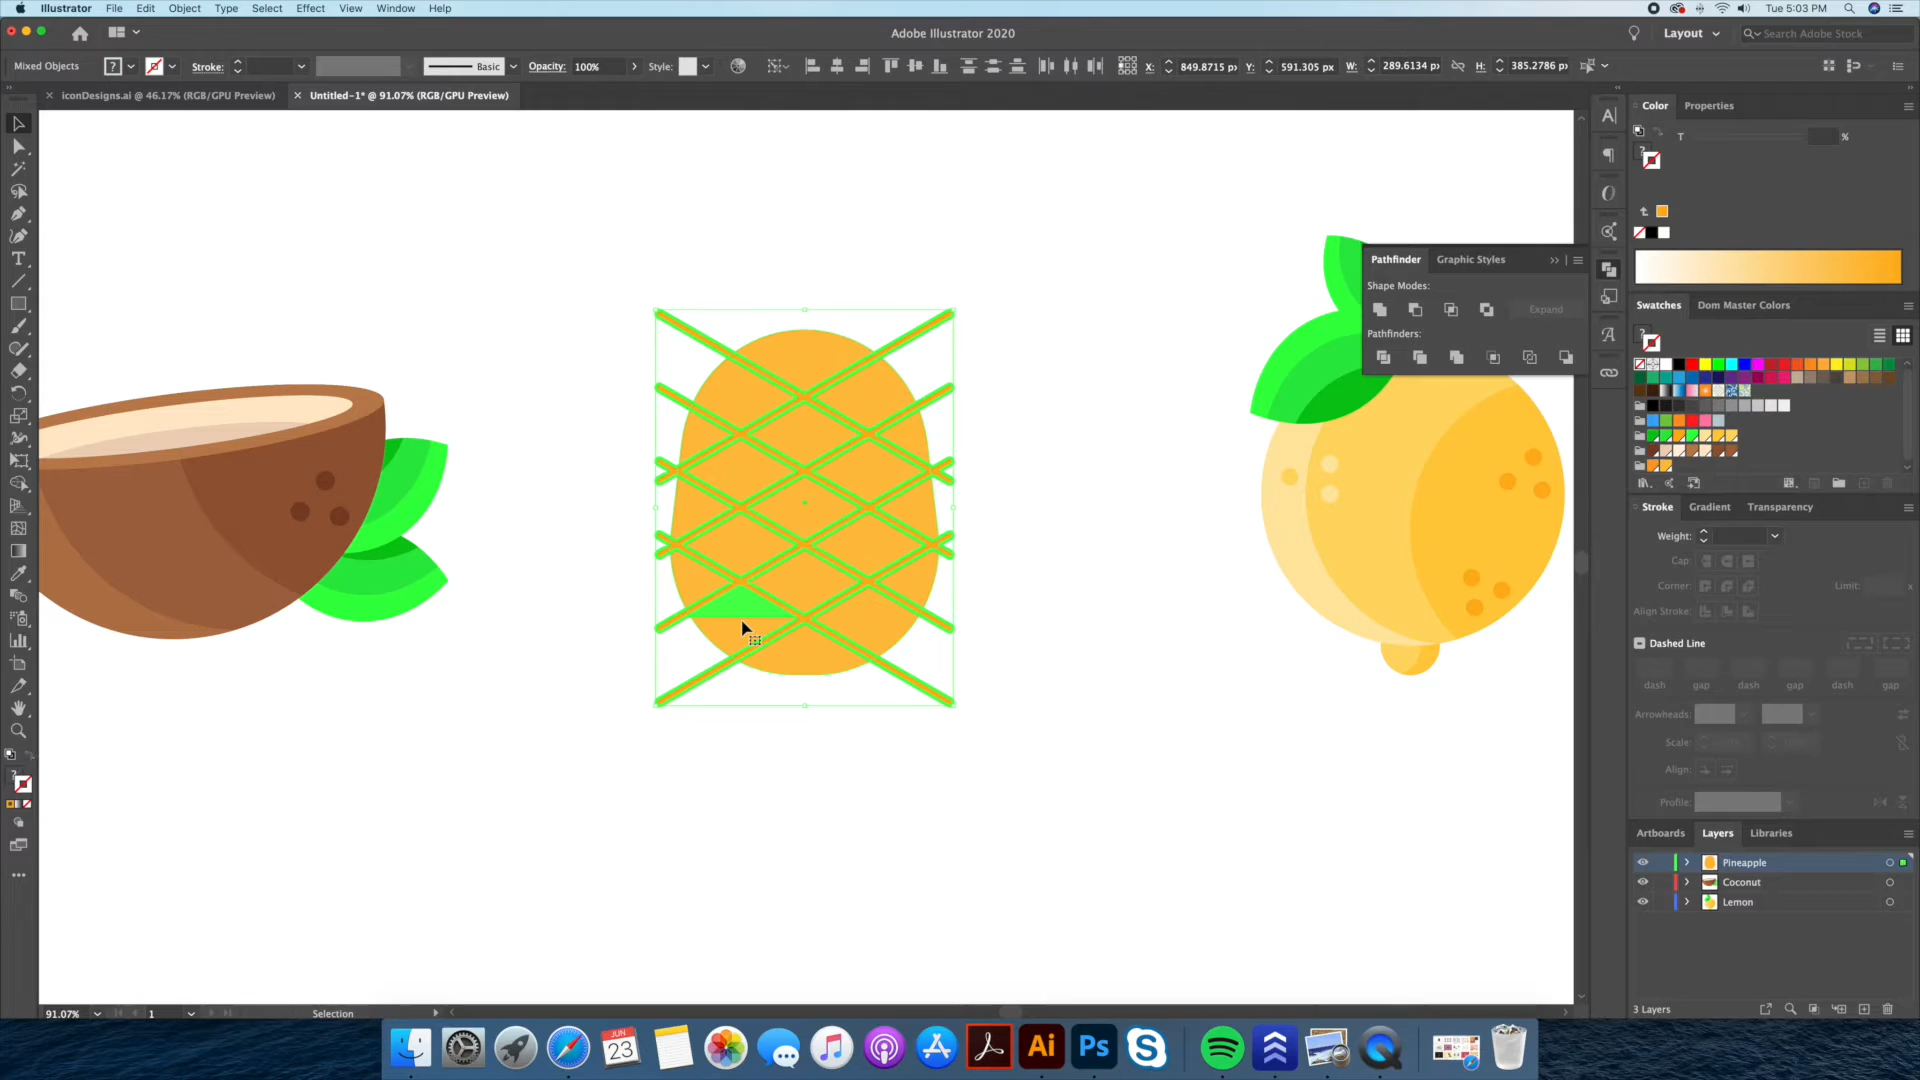 Illustrator File Edit Object Type Select Effect View Window Help
Tue 5:03 PM
Adobe Illustrator 2020
Layout
Search Adobe Stock
Mixed Objects
Stroke:
Basic
Opacity: 100%
Style:
X: 849.8715 px
Y: 591.305 px
W: 289.6134 px
H: 385.2786 px
iconDesigns.ai @ 46.17% (RGB/GPU Preview)
Untitled-1* @ 91.07% (RGB/GPU Preview)
Color Properties
T %
Pathfinder Graphic Styles
Shape Modes:
Expand
Pathfinders:
Swatches Dom Master Colors
Stroke Gradient Transparency
Weight:
Cap:
Corner:
Limit:
Align Stroke:
Dashed Line
dash gap dash gap dash gap
Arrowheads:
Scale:
Align:
Profile:
Artboards Layers Libraries
Pineapple
Coconut
Lemon
3 Layers
91.07%
1
Selection
JUN
23
Ai
Ps